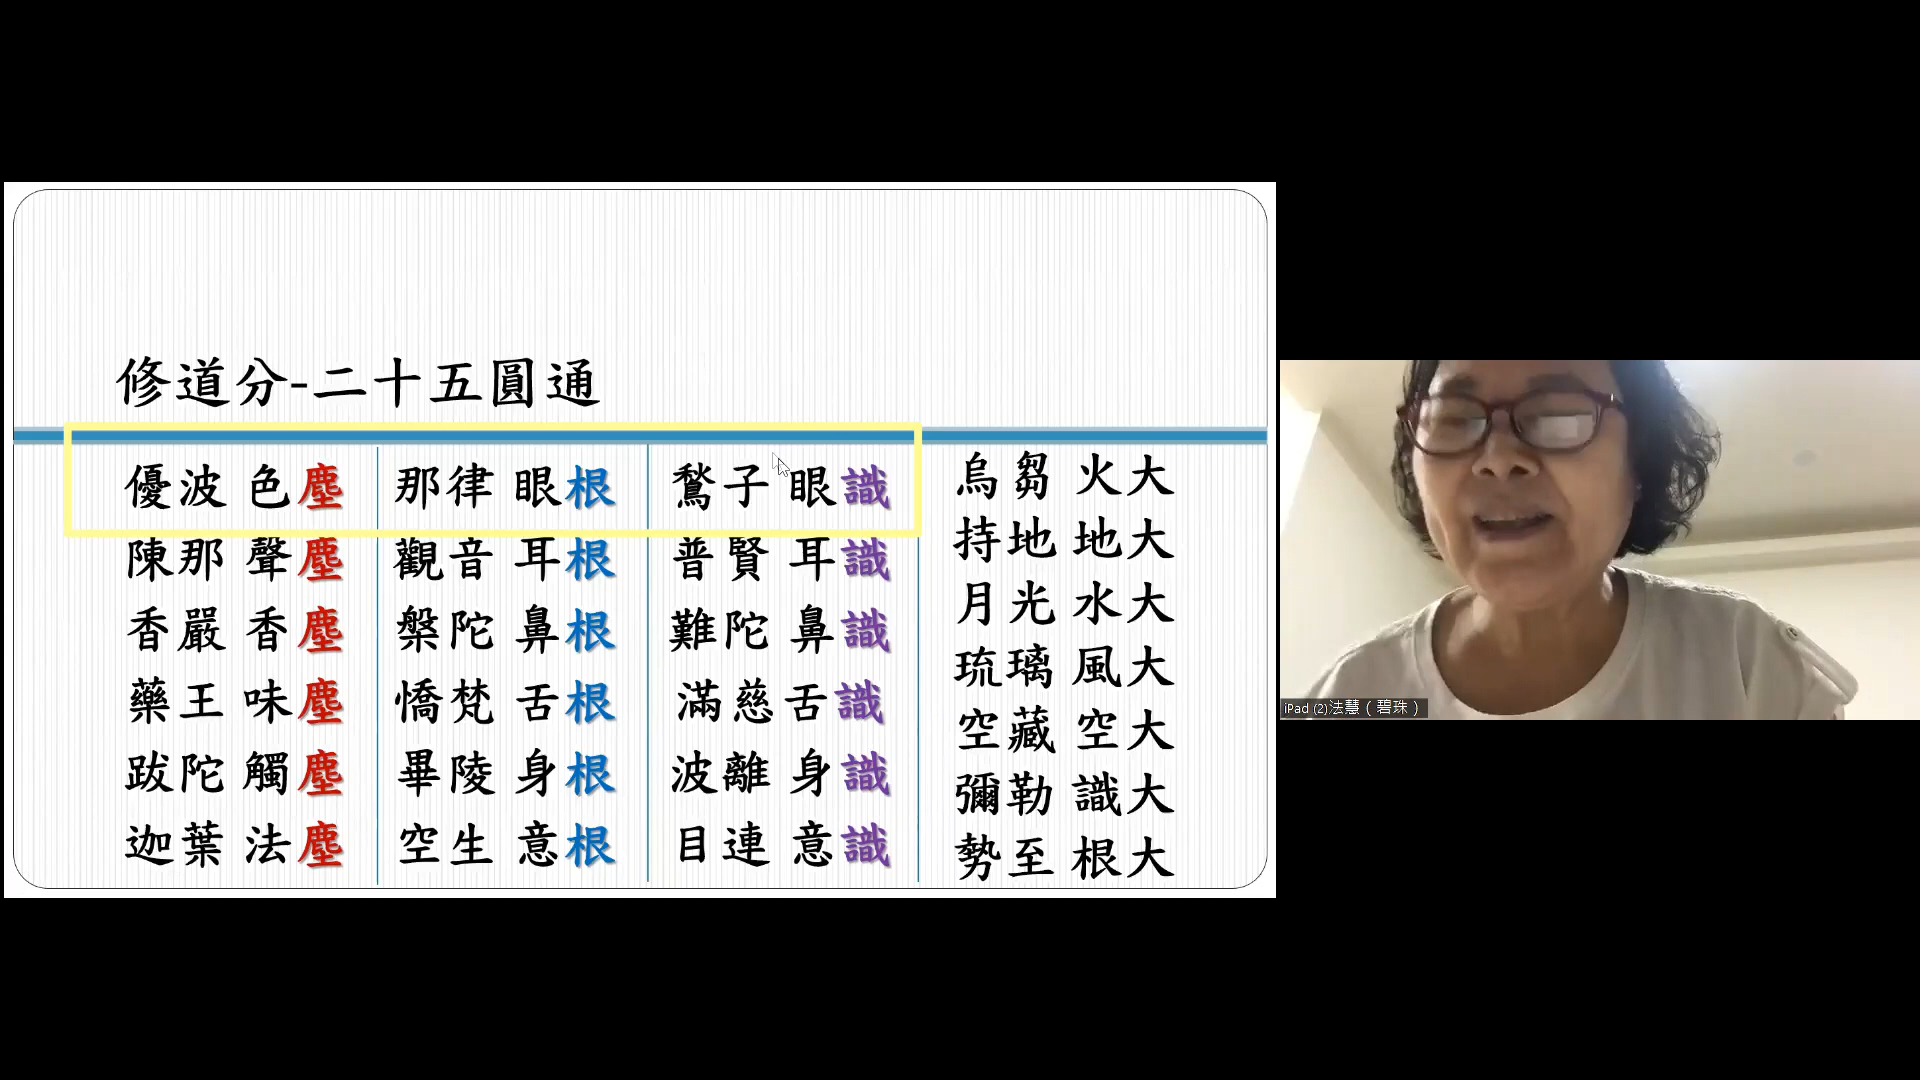 修道分-二十五圓通
優波 色塵 那律 眼根 鶖子 眼識 烏芻 火大
陳那 聲塵 觀音 耳根 普賢 耳識 持地 地大
香嚴 香塵 槃陀 鼻根 難陀 鼻識 月光 水大
藥王 味塵 憍梵 舌根 滿慈 舌識 琉璃 風大
跋陀 觸塵 畢陵 身根 波離 身識 空藏 空大
迦葉 法塵 空生 意根 目連 意識 彌勒 識大
勢至 根大
iPad (2)法慧（碧珠）